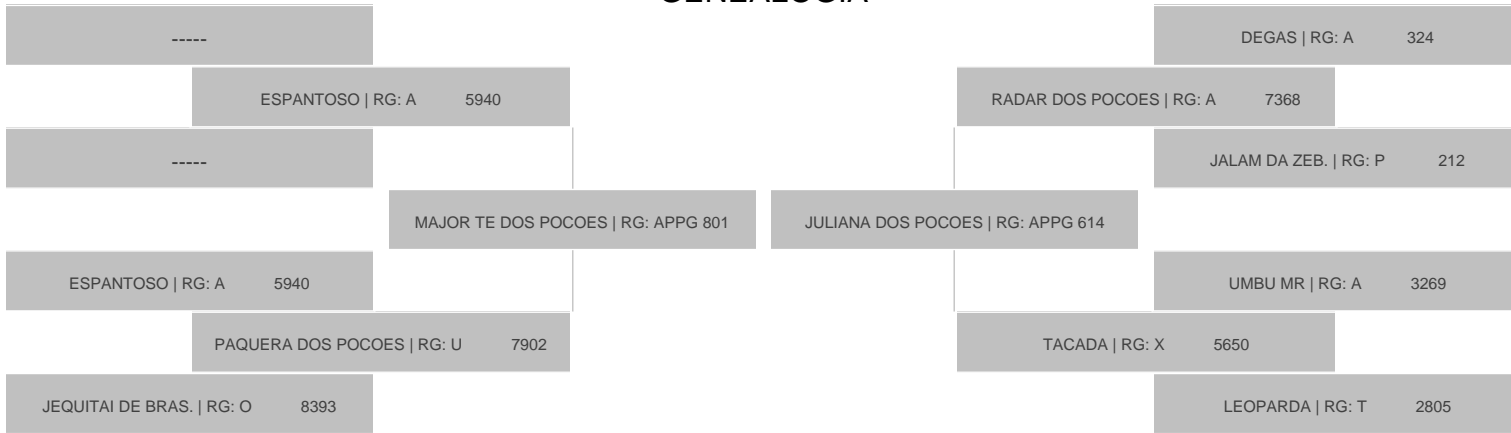 GENEALOGIA
----- DEGAS | RG: A 324
ESPANTOSO | RG: A 5940 RADAR DOS POCOES | RG: A 7368
----- JALAM DA ZEB. | RG: P 212
MAJOR TE DOS POCOES | RG: APPG 801 JULIANA DOS POCOES | RG: APPG 614
ESPANTOSO | RG: A 5940 UMBU MR | RG: A 3269
PAQUERA DOS POCOES | RG: U 7902 TACADA | RG: X 5650
JEQUITAI DE BRAS. | RG: O 8393 LEOPARDA | RG: T 2805